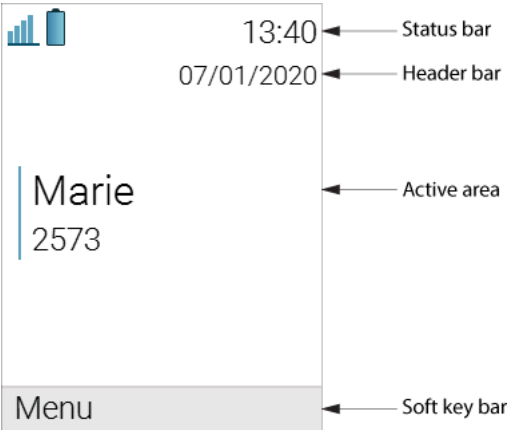 13:40 Status bar
07/01/2020 Header bar
Marie Active area
2573
Menu Soft key bar